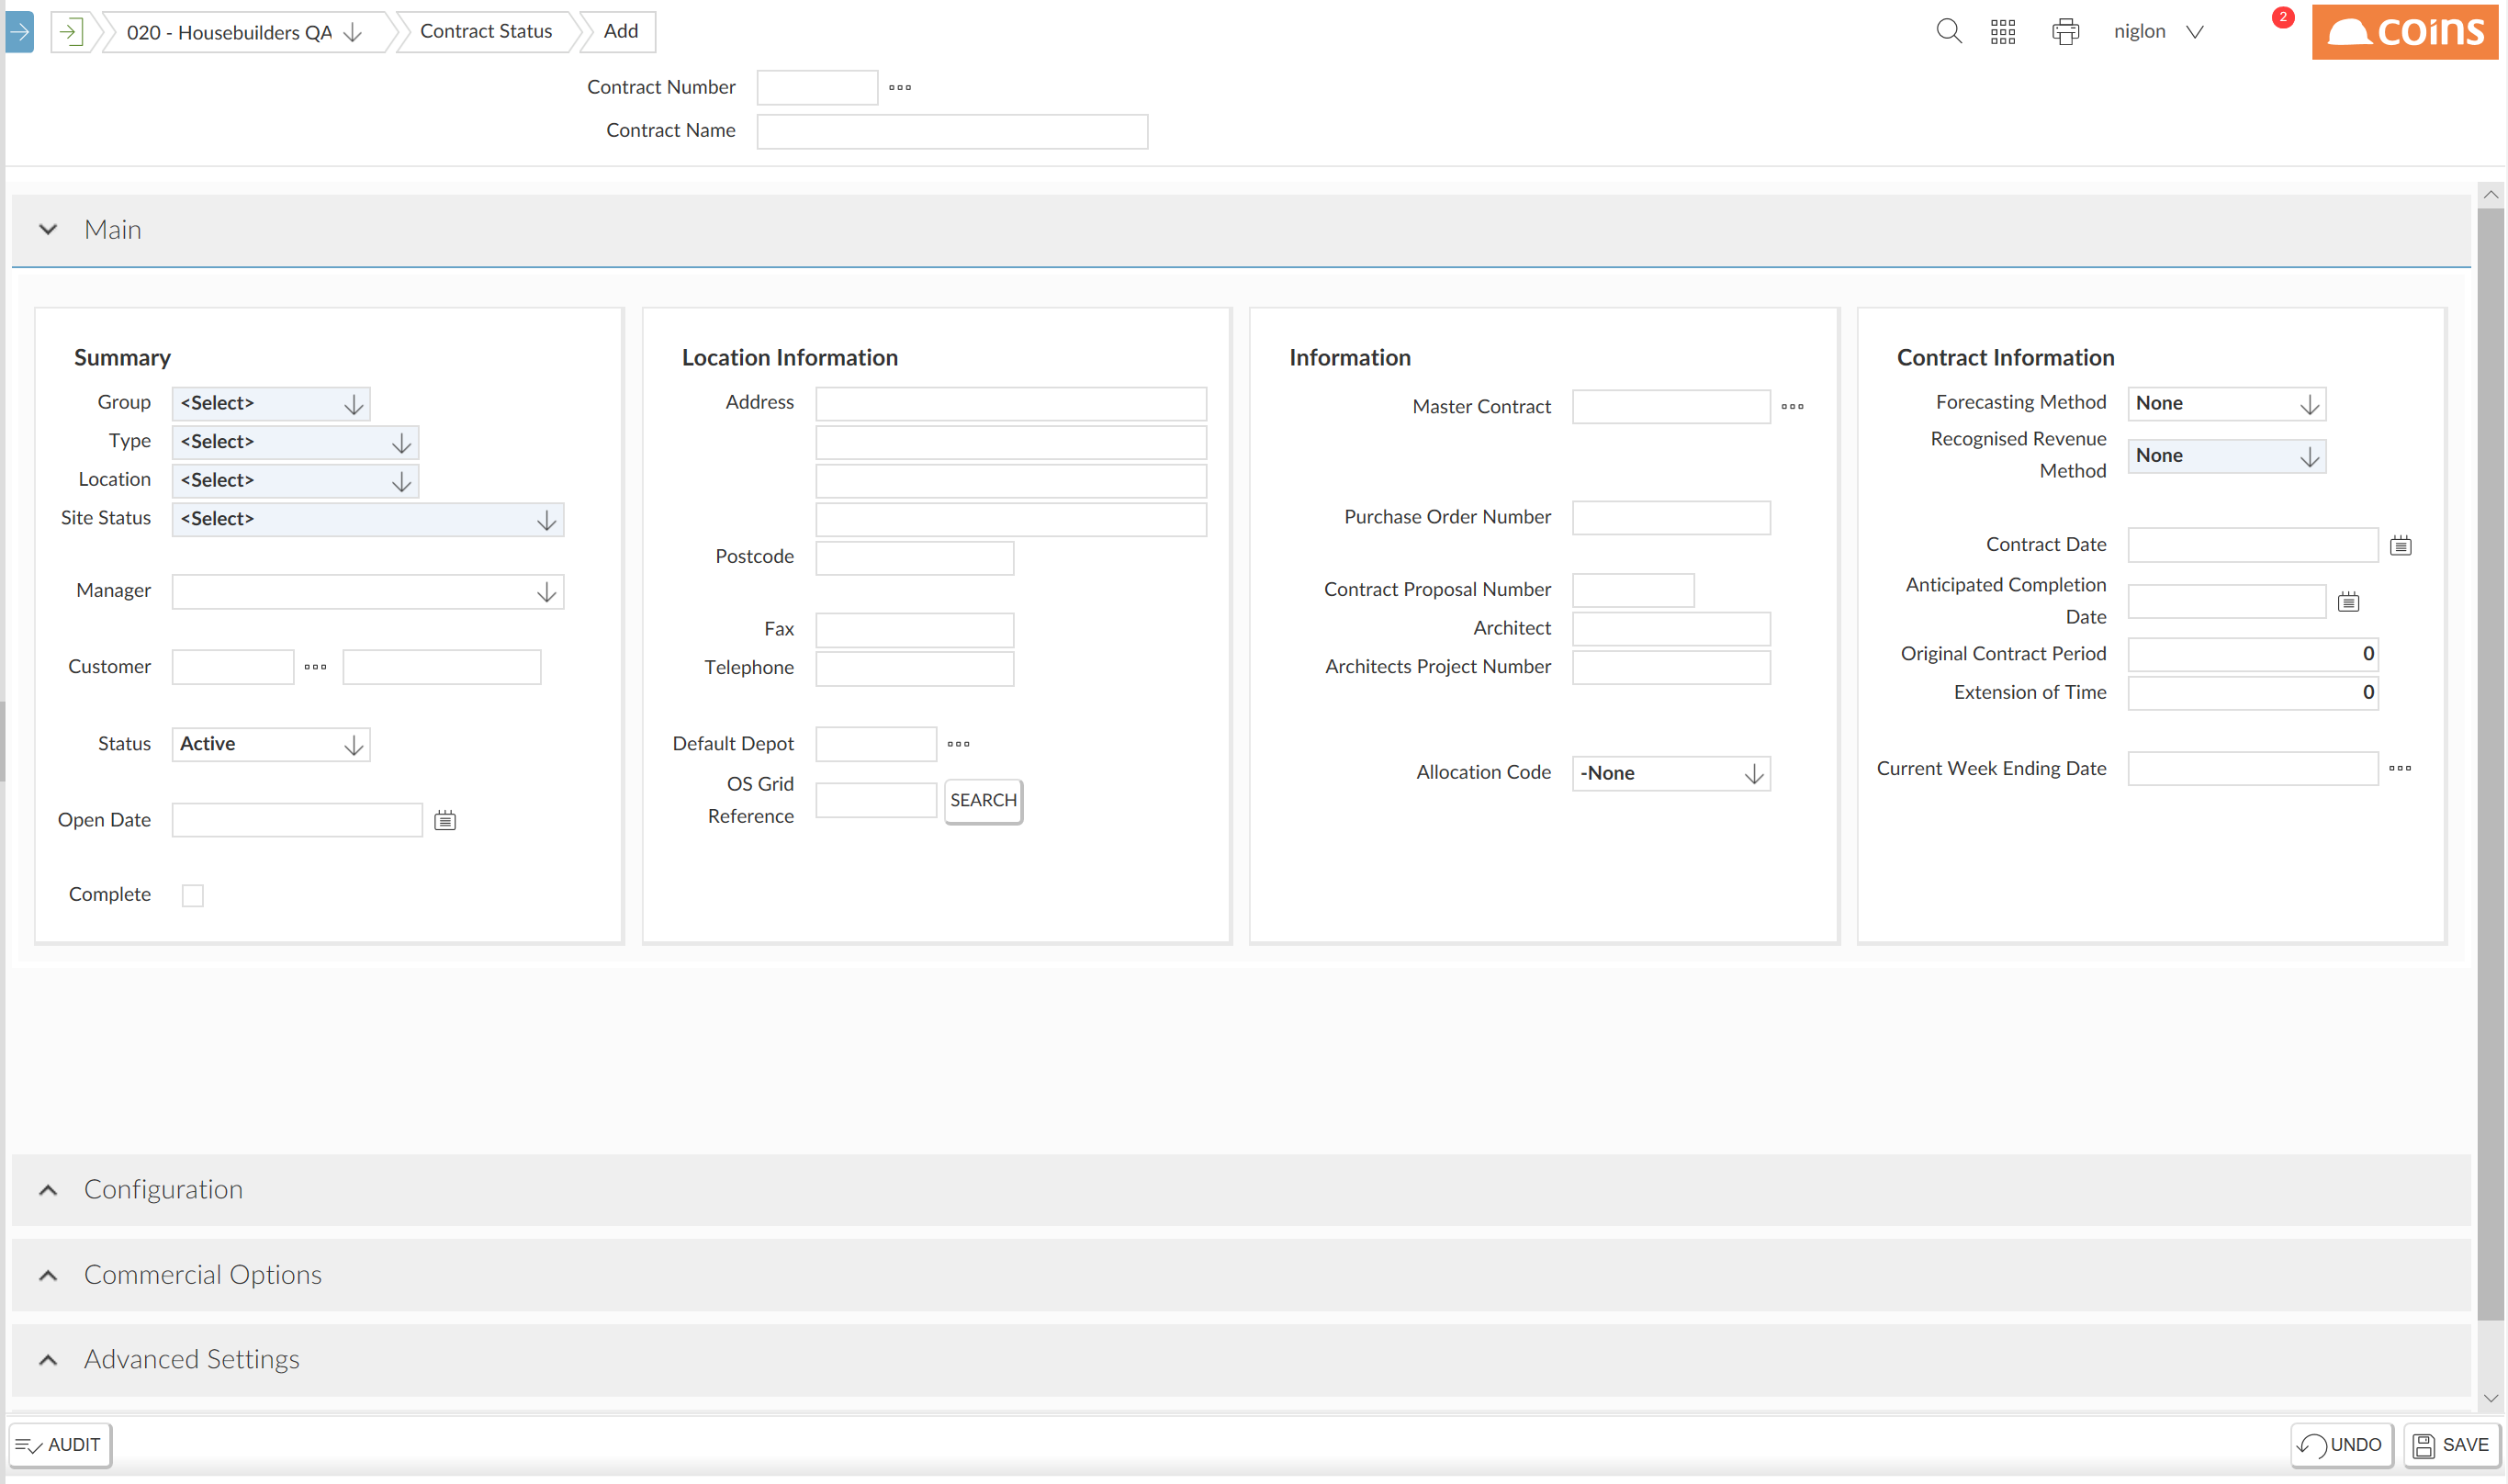 020 - Housebuilders QA
Contract Status
Add
niglon
2
coins
Contract Number
Contract Name
Main
Summary
Group <Select>
Type <Select>
Location <Select>
Site Status <Select>
Manager
Customer
Status Active
Open Date
Complete
Location Information
Address
Postcode
Fax
Telephone
Default Depot
OS Grid
Reference
SEARCH
Information
Master Contract
Purchase Order Number
Contract Proposal Number
Architect
Architects Project Number
Allocation Code -None
Contract Information
Forecasting Method None
Recognised Revenue
Method
None
Contract Date
Anticipated Completion
Date
Original Contract Period 0
Extension of Time 0
Current Week Ending Date
Configuration
Commercial Options
Advanced Settings
AUDIT
UNDO
SAVE